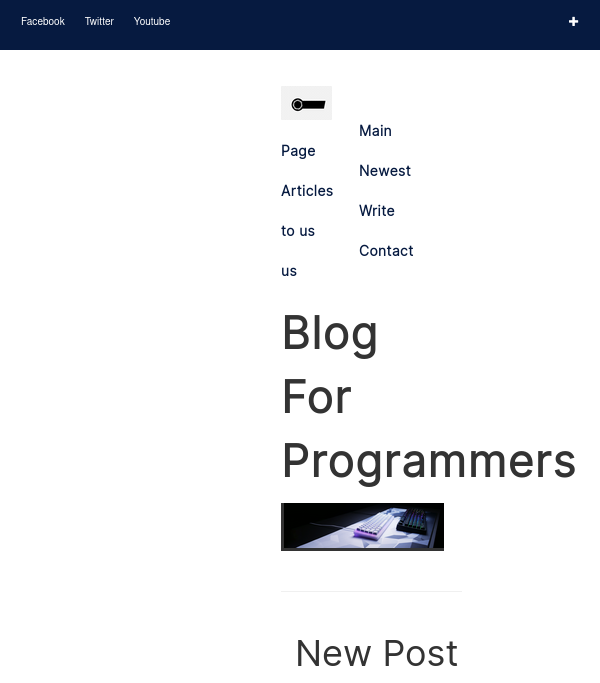 Facebook Twitter Youtube
Main
Page
Newest
Articles
Write
to us
Contact
us
Blog
For
Programmers
New Post